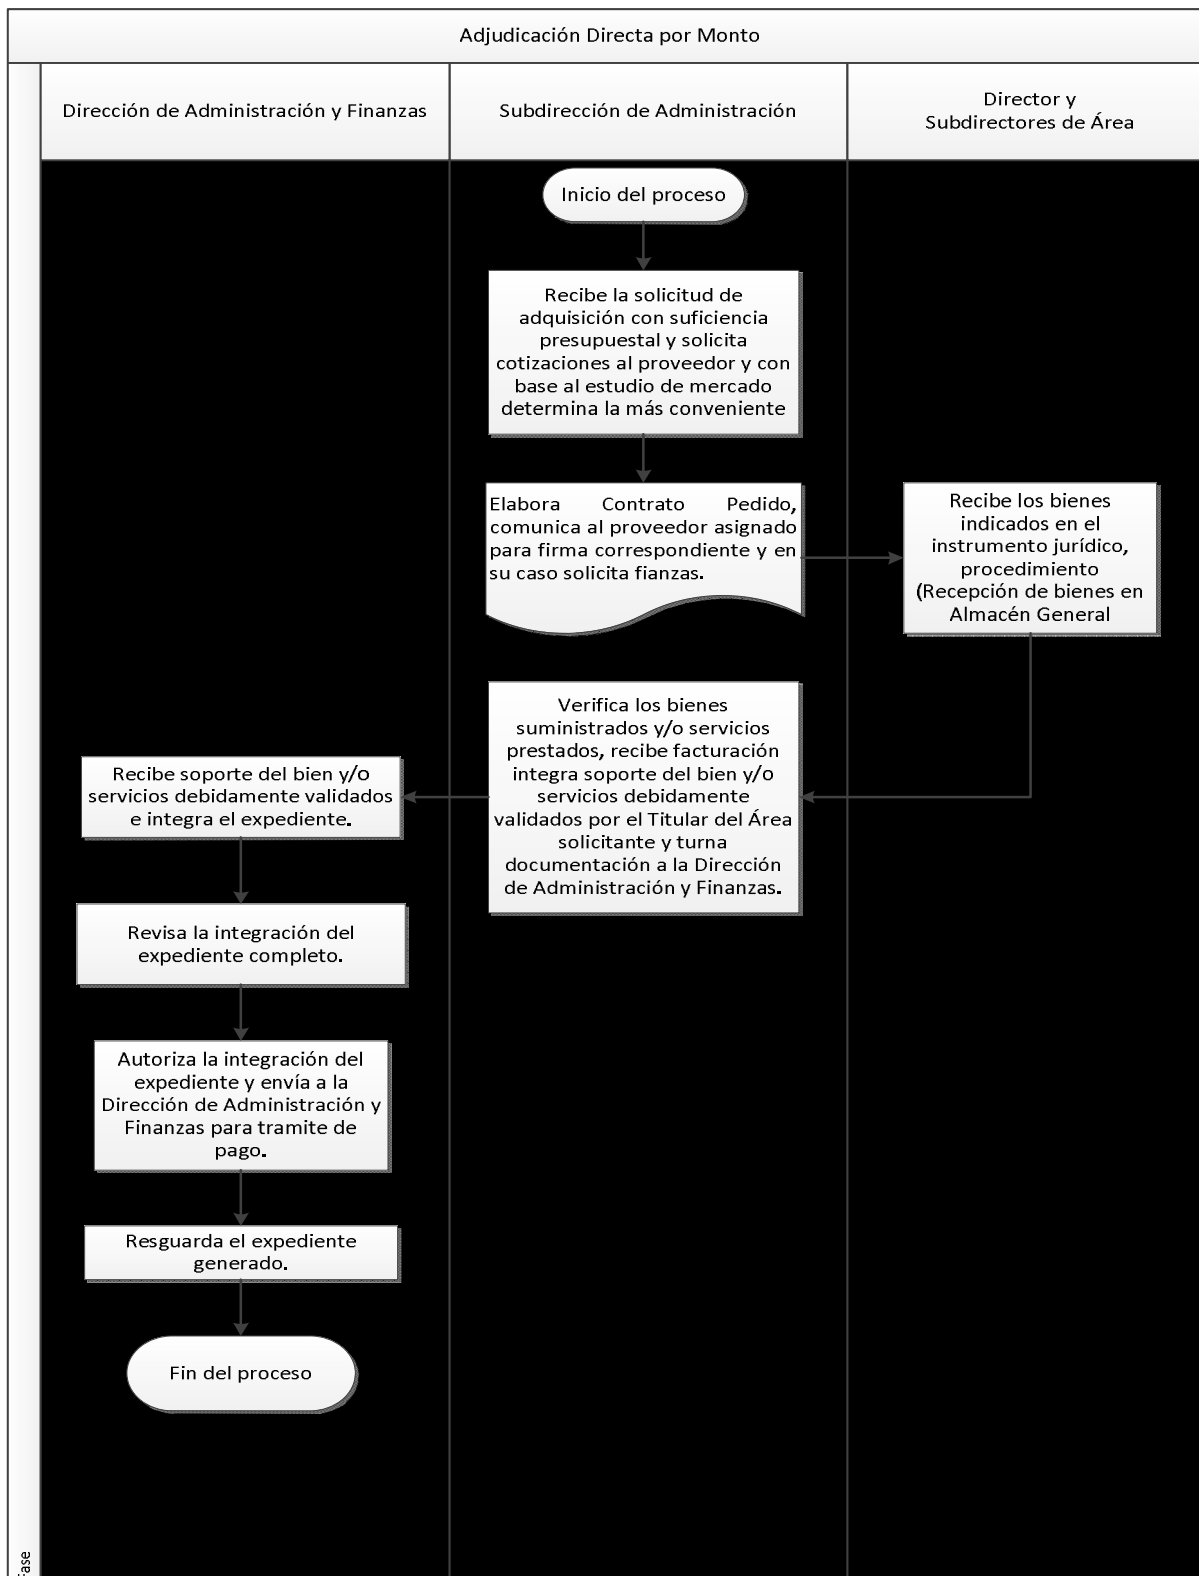 Adjudicación Directa por Monto
Dirección de Administración y Finanzas
Subdirección de Administración
Director y
Subdirectores de Área
Inicio del proceso
Recibe la solicitud de
adquisición con suficiencia
presupuestal y solicita
cotizaciones al proveedor y con
base al estudio de mercado
determina la más conveniente
Elabora Contrato Pedido,
comunica al proveedor asignado
para firma correspondiente y en
su caso solicita fianzas.
Recibe los bienes
indicados en el
instrumento jurídico,
procedimiento
(Recepción de bienes en
Almacén General
Verifica los bienes
suministrados y/o servicios
prestados, recibe facturación
integra soporte del bien y/o
servicios debidamente
validados por el Titular del Área
solicitante y turna
documentación a la Dirección
de Administración y Finanzas.
Recibe soporte del bien y/o
servicios debidamente validados
e integra el expediente.
Revisa la integración del
expediente completo.
Autoriza la integración del
expediente y envía a la
Dirección de Administración y
Finanzas para tramite de
pago.
Resguarda el expediente
generado.
Fin del proceso
Fase